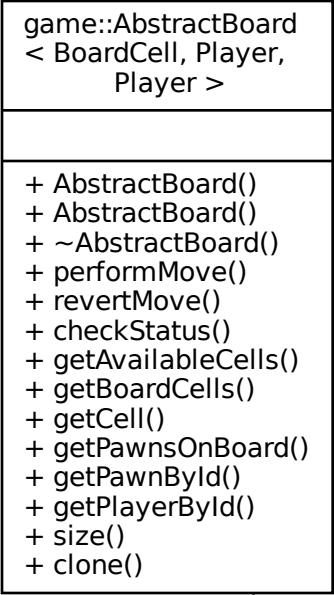 game::AbstractBoard
< BoardCell, Player,
Player >
+ AbstractBoard()
+ AbstractBoard()
+ ~AbstractBoard()
+ performMove()
+ revertMove()
+ checkStatus()
+ getAvailableCells()
+ getBoardCells()
+ getCell()
+ getPawnsOnBoard()
+ getPawnById()
+ getPlayerById()
+ size()
+ clone()